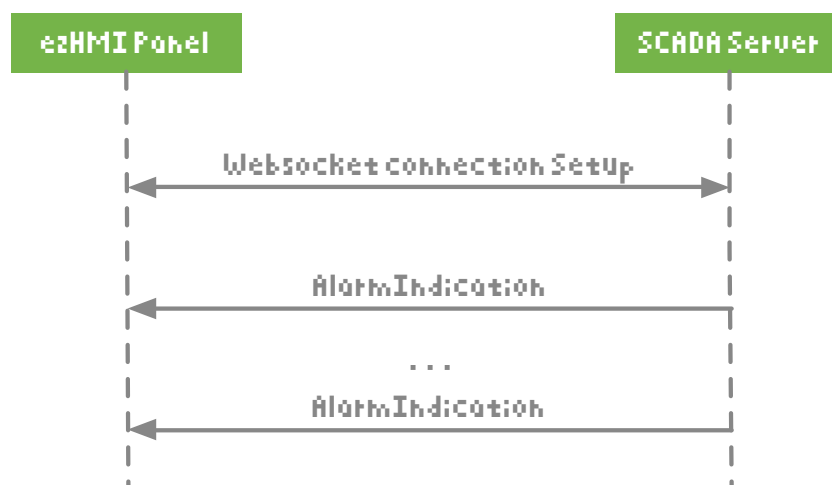 ezHMI Panel
SCADA Server
Websocket connection Setup
AlarmIndication
...
AlarmIndication